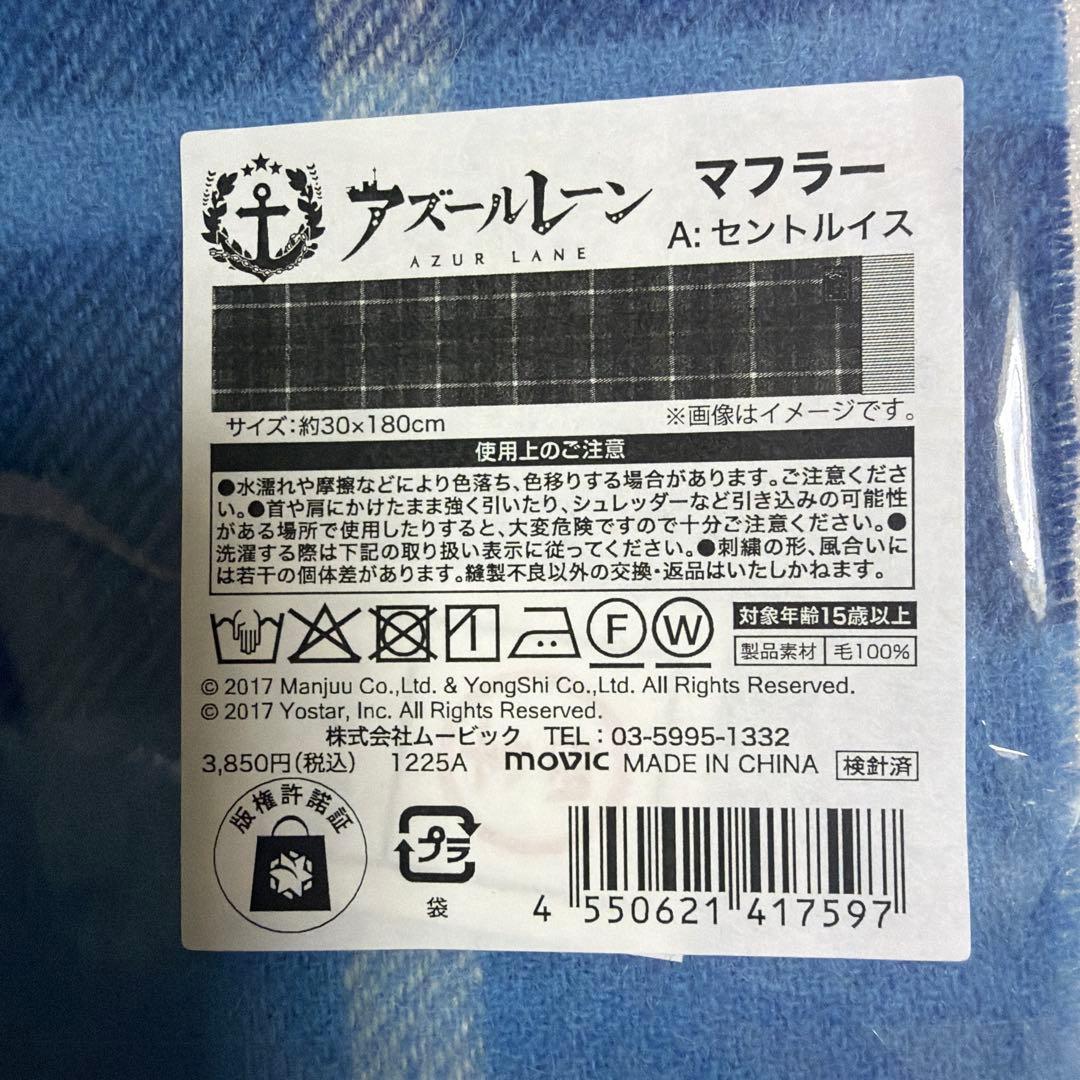 アズールレーン
AZUR LANE
マフラー
A: セントルイス
サイズ：約30×180cm
※画像はイメージです。
使用上のご注意
●水濡れや摩擦などにより色落ち、色移りする場合があります。ご注意くださ
い。●首や肩にかけたまま強く引いたり、シュレッダーなど引き込みの可能性
がある場所で使用したりすると、大変危険ですので十分ご注意ください。●
洗濯する際は下記の取り扱い表示に従ってください。●刺繍の形、風合いに
は若干の個体差があります。縫製不良以外の交換・返品はいたしかねます。
F
W
対象年齢15歳以上
製品素材 毛100%
© 2017 Manjuu Co.,Ltd. & YongShi Co.,Ltd. All Rights Reserved.
© 2017 Yostar, Inc. All Rights Reserved.
株式会社ムービック TEL：03-5995-1332
3,850円(税込) 1225A movic MADE IN CHINA 検針済
版権許諾証
プラ
袋
4 550621 417597